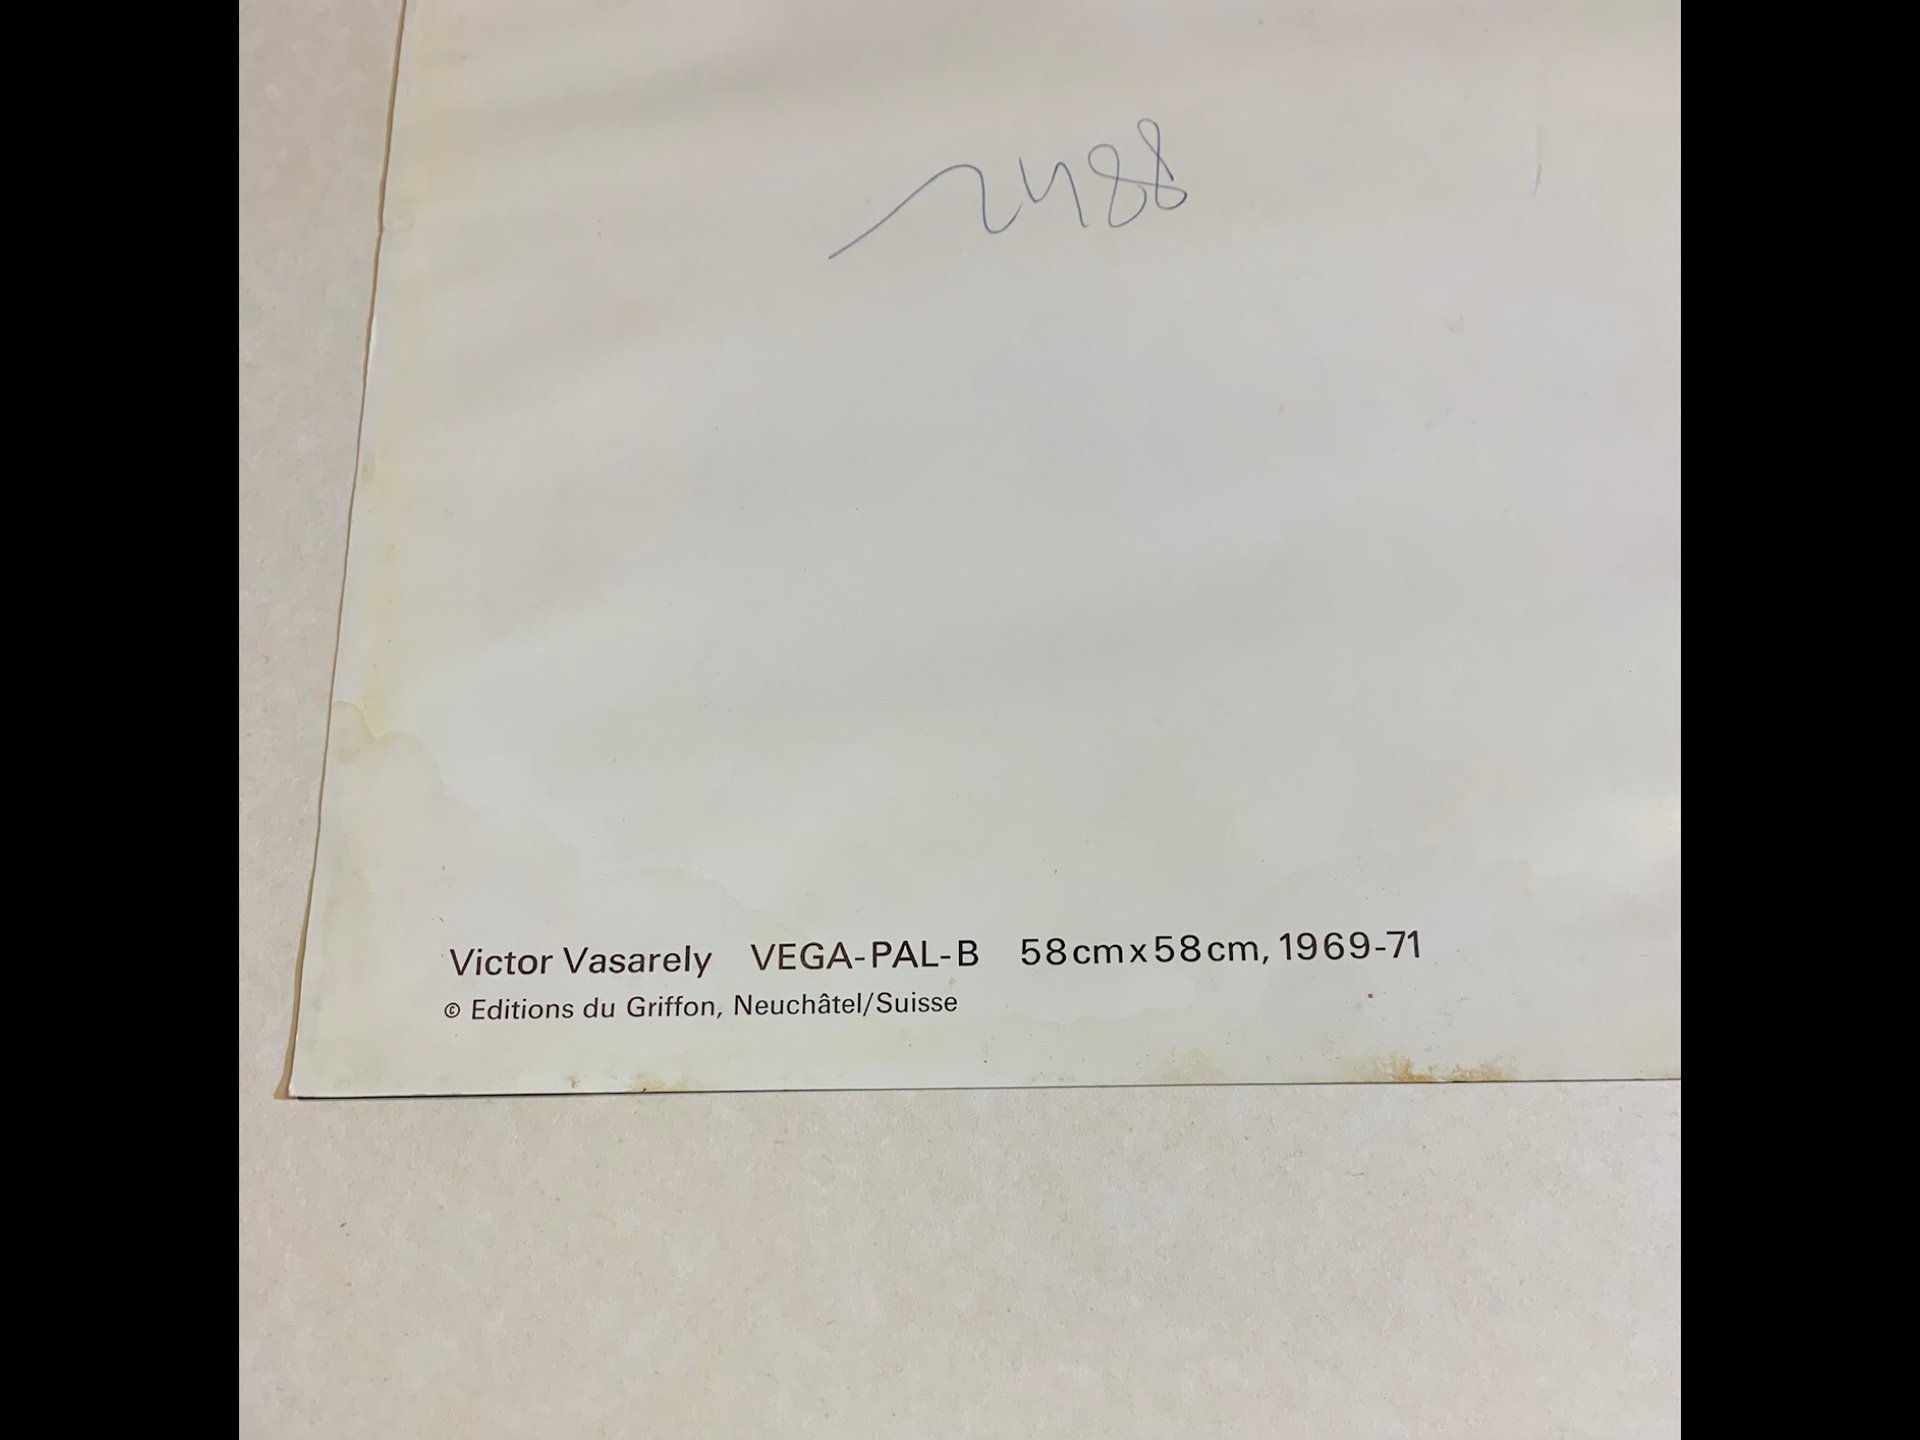 2488
Victor Vasarely VEGA-PAL-B 58cm x 58cm, 1969-71
© Editions du Griffon, Neuchâtel/Suisse